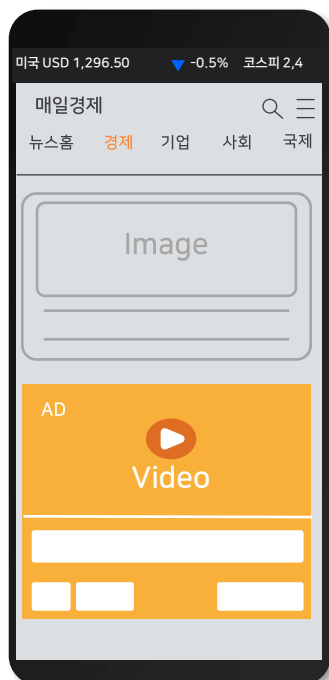 미국 USD 1,296.50 ▼ -0.5% 코스피 2,4
매일경제
뉴스홈 경제 기업 사회 국제
Image
AD
Video